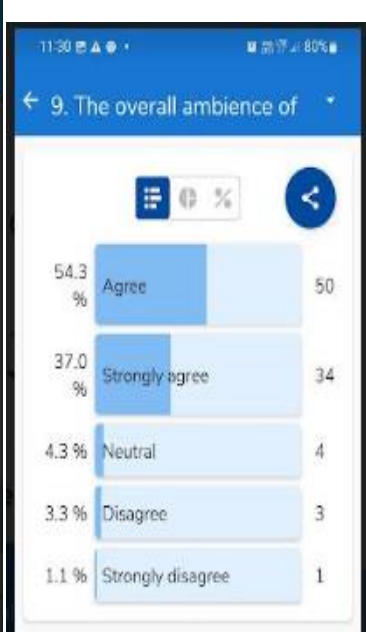 11:30
80%
9. The overall ambience of
%
54.3 % Agree 50
37.0 % Strongly agree 34
4.3 % Neutral 4
3.3 % Disagree 3
1.1 % Strongly disagree 1